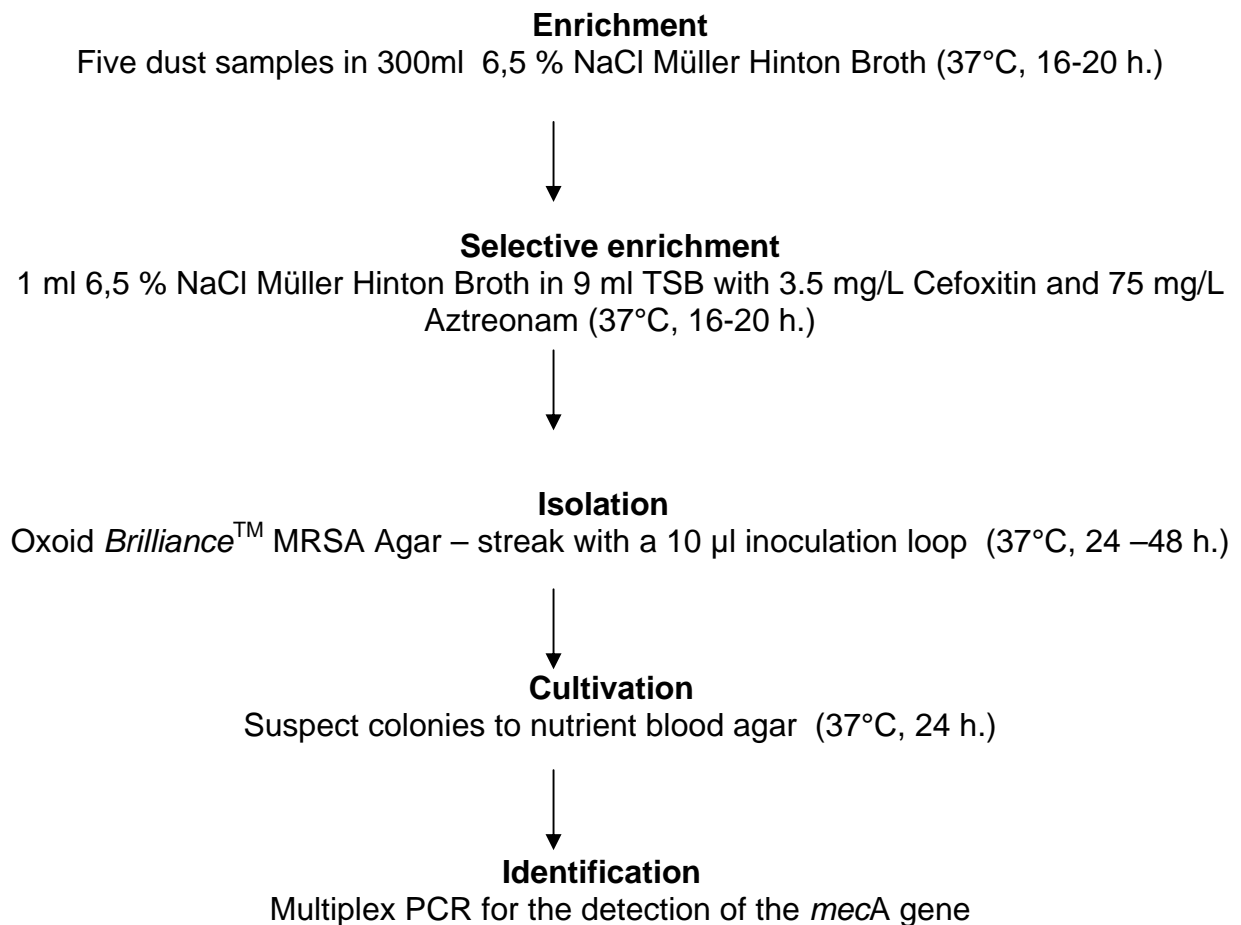 Enrichment
Five dust samples in 300ml 6,5 % NaCl Müller Hinton Broth (37°C, 16-20 h.)
Selective enrichment
1 ml 6,5 % NaCl Müller Hinton Broth in 9 ml TSB with 3.5 mg/L Cefoxitin and 75 mg/L
Aztreonam (37°C, 16-20 h.)
Isolation
Oxoid Brilliance™ MRSA Agar – streak with a 10 µl inoculation loop (37°C, 24 –48 h.)
Cultivation
Suspect colonies to nutrient blood agar (37°C, 24 h.)
Identification
Multiplex PCR for the detection of the mecA gene